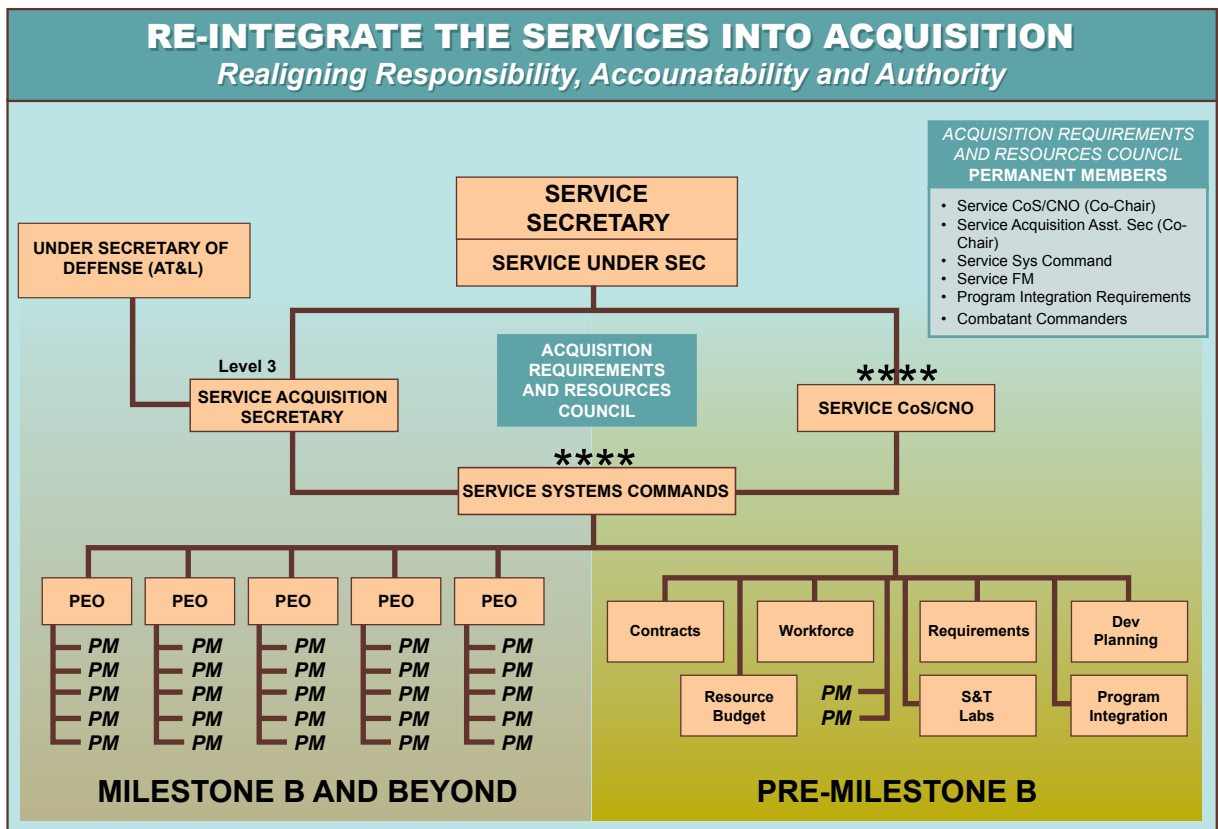 RE-INTEGRATE THE SERVICES INTO ACQUISITION
Realigning Responsibility, Accounatability and Authority
ACQUISITION REQUIREMENTS
AND RESOURCES COUNCIL
PERMANENT MEMBERS
• Service CoS/CNO (Co-Chair)
• Service Acquisition Asst. Sec (Co-
Chair)
• Service Sys Command
• Service FM
• Program Integration Requirements
• Combatant Commanders
SERVICE
SECRETARY
SERVICE UNDER SEC
UNDER SECRETARY OF
DEFENSE (AT&L)
Level 3
SERVICE ACQUISITION
SECRETARY
ACQUISITION
REQUIREMENTS
AND RESOURCES
COUNCIL
****
SERVICE CoS/CNO
****
SERVICE SYSTEMS COMMANDS
PEO
PM
PM
PM
PM
PM
PEO
PM
PM
PM
PM
PM
PEO
PM
PM
PM
PM
PM
PEO
PM
PM
PM
PM
PM
PEO
PM
PM
PM
PM
PM
Contracts
Workforce
Requirements
Dev
Planning
Resource
Budget
PM
PM
S&T
Labs
Program
Integration
MILESTONE B AND BEYOND
PRE-MILESTONE B